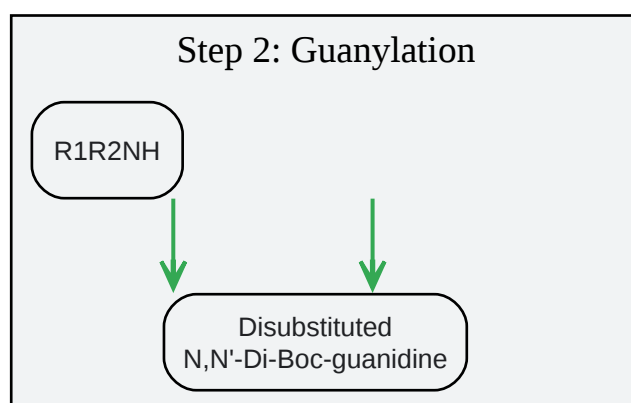 Step 2: Guanylation
R1R2NH
Disubstituted
N,N'-Di-Boc-guanidine